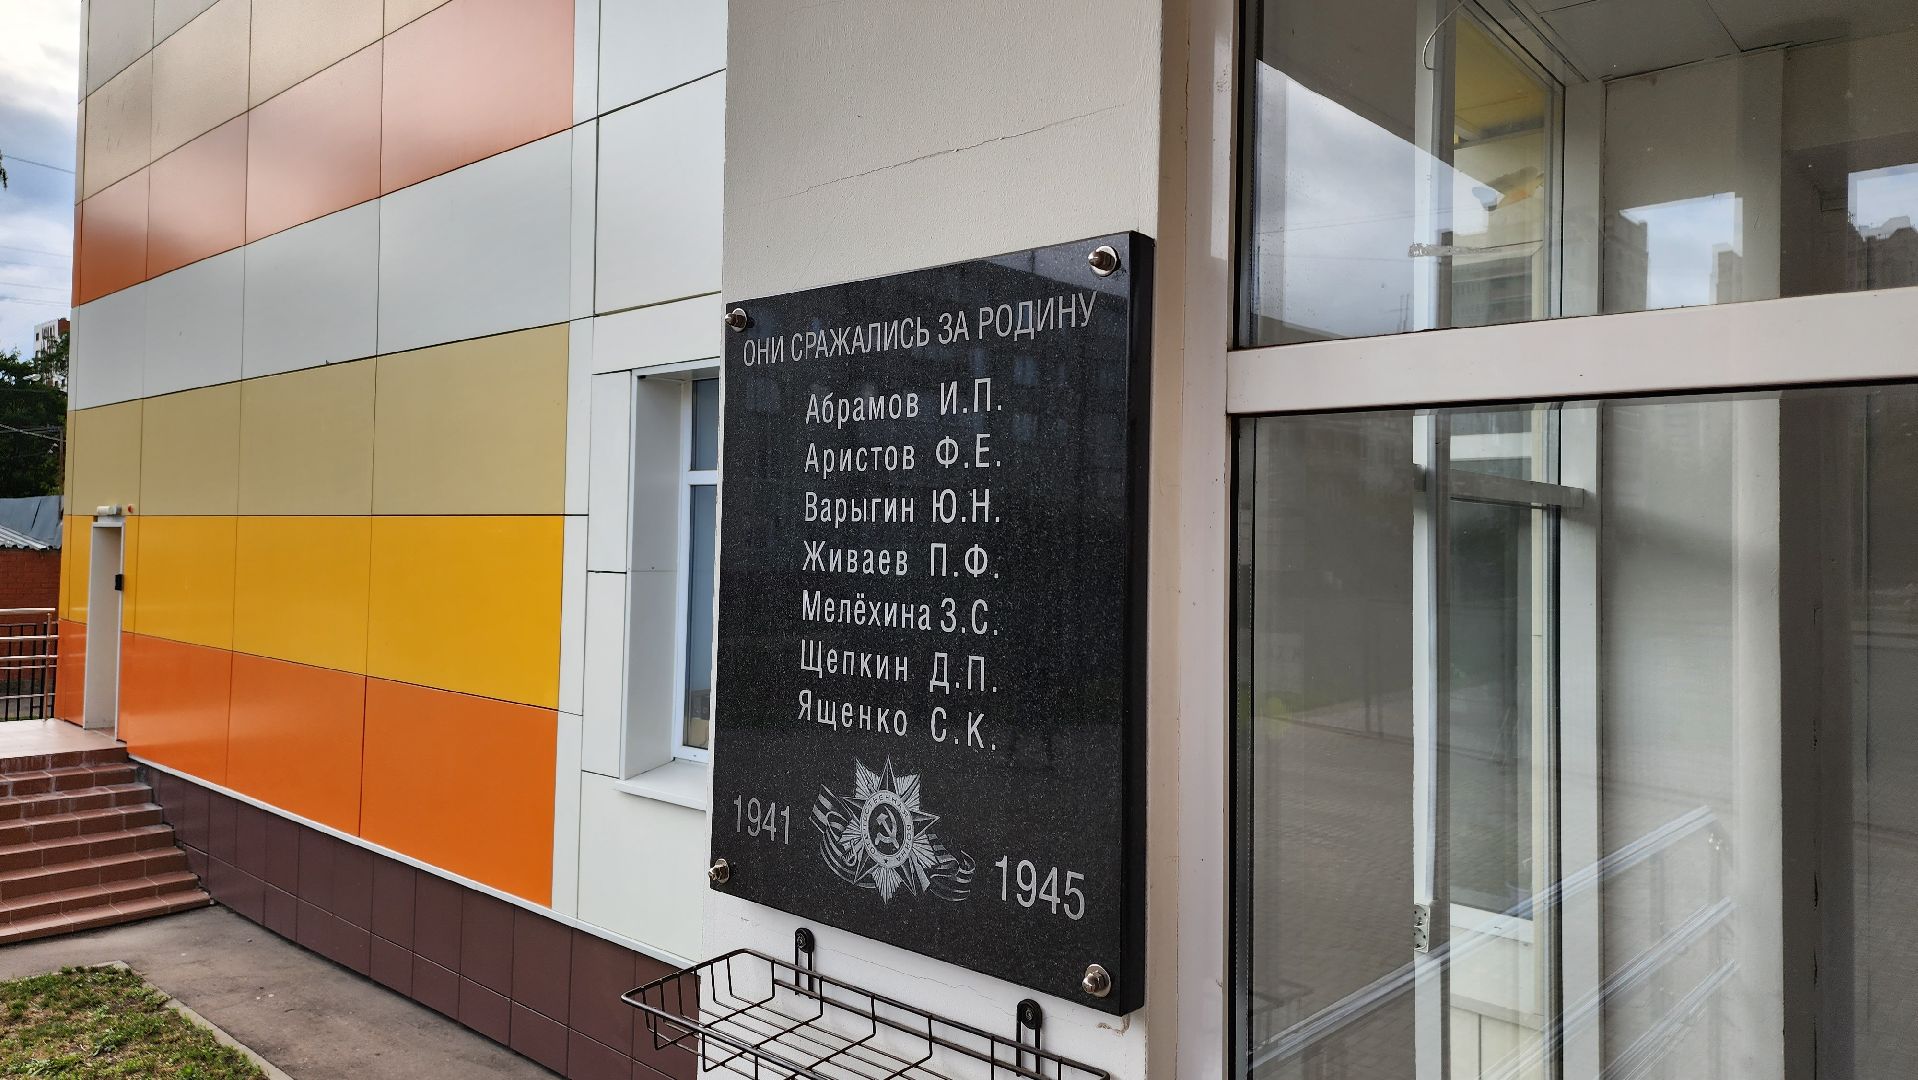 ОНИ СРАЖАЛИСЬ ЗА РОДИНУ
Абрамов И.П.
Аристов Ф.Е.
Варыгин Ю.Н.
Живаев П.Ф.
Мелёхина З.С.
Щепкин Д.П.
Ященко С.К.
1941
1945